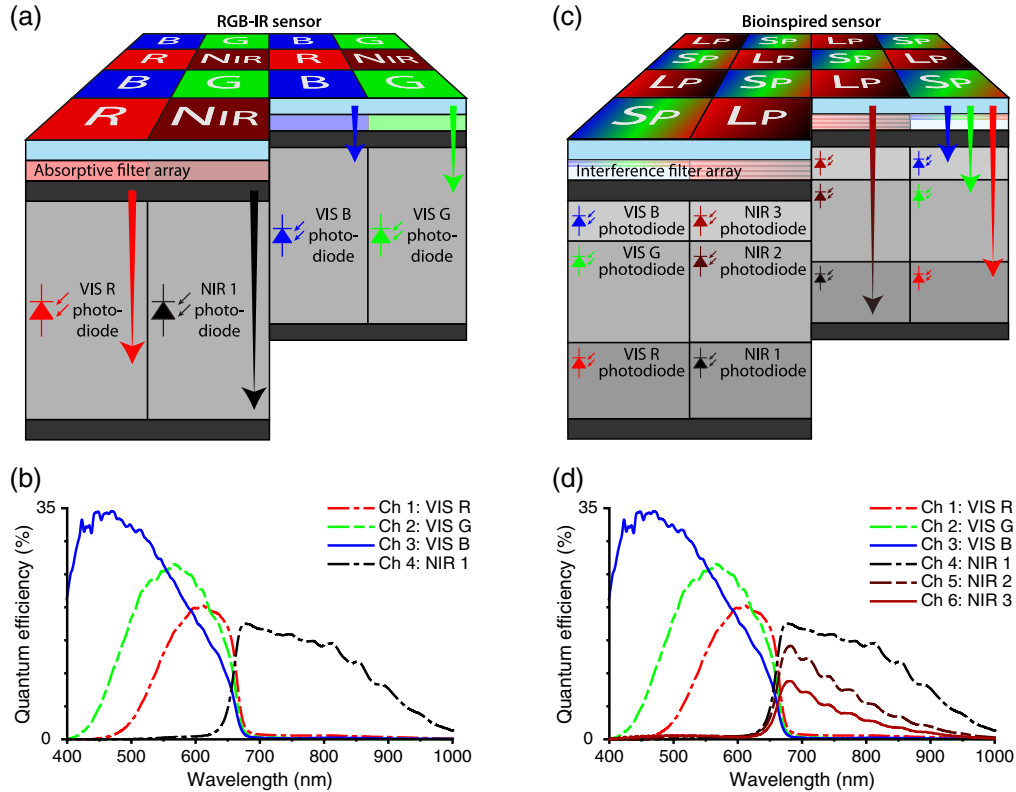 (a)
RGB-IR sensor
B G B G
R NIR R NIR
B G B G
R NIR
Absorptive filter array
VIS R
photo-
diode
NIR 1
photo-
diode
VIS B
photo-
diode
VIS G
photo-
diode
(c)
Bioinspired sensor
LP SP LP SP
SP LP SP LP
LP SP LP SP
SP LP
Interference filter array
VIS B
photodiode
NIR 3
photodiode
VIS G
photodiode
NIR 2
photodiode
VIS R
photodiode
NIR 1
photodiode
(b)
35
0
Quantum efficiency (%)
400 500 600 700 800 900 1000
Wavelength (nm)
Ch 1: VIS R
Ch 2: VIS G
Ch 3: VIS B
Ch 4: NIR 1
(d)
35
0
Quantum efficiency (%)
400 500 600 700 800 900 1000
Wavelength (nm)
Ch 1: VIS R
Ch 2: VIS G
Ch 3: VIS B
Ch 4: NIR 1
Ch 5: NIR 2
Ch 6: NIR 3